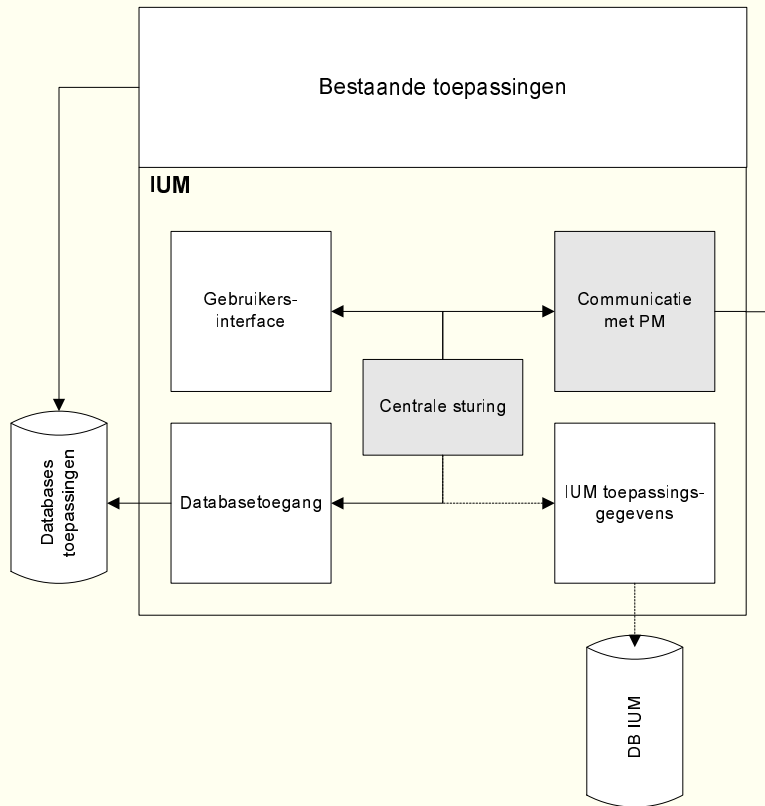 Bestaande toepassingen
IUM
Gebruikers-
interface
Communicatie
met PM
Centrale sturing
Databases
toepassingen
Databasetoegang
IUM toepassings-
gegevens
DB IUM